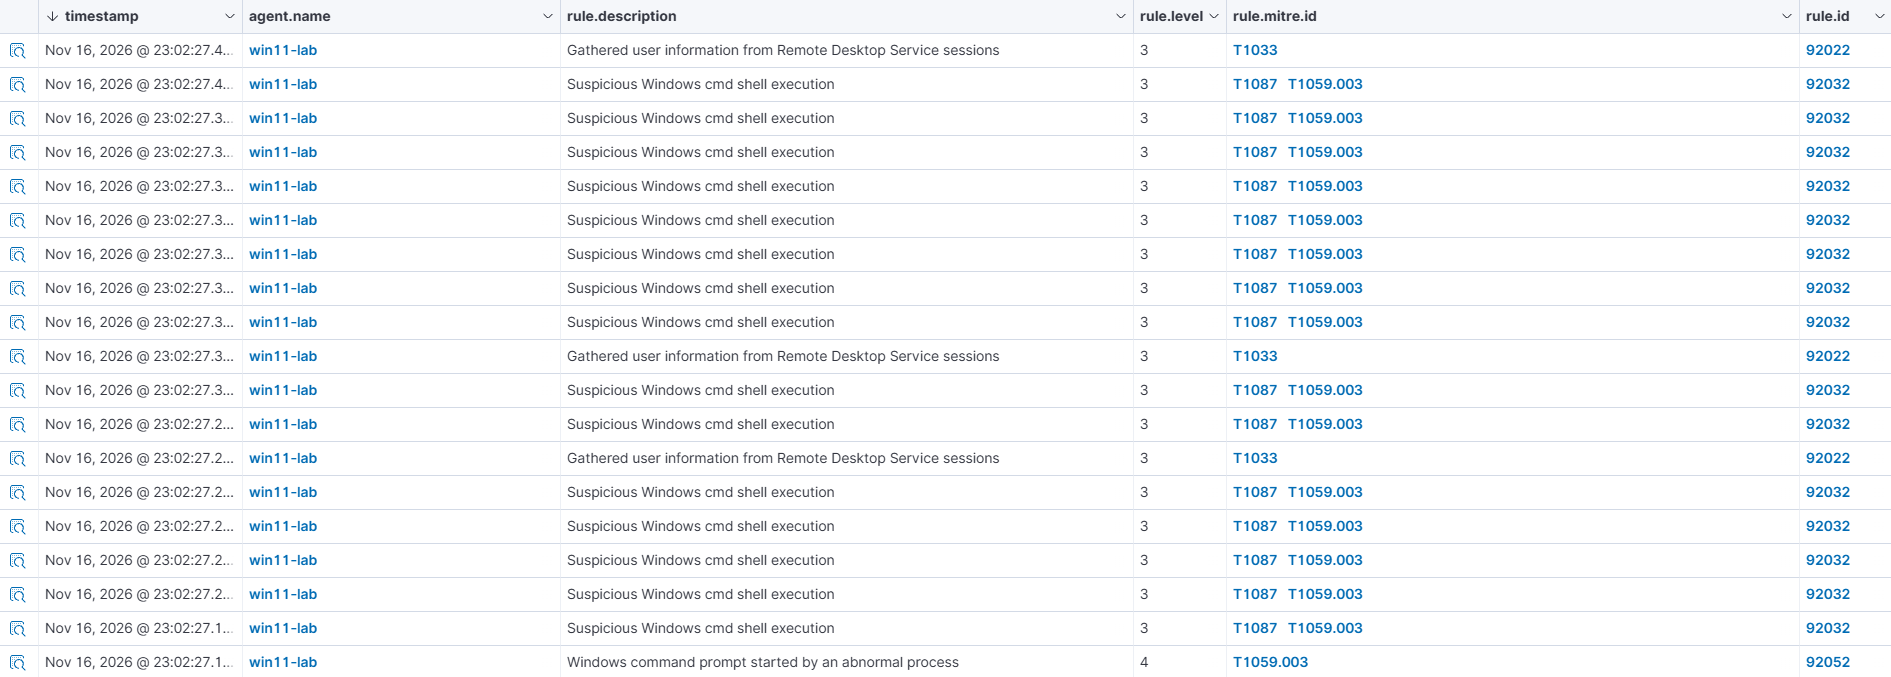 timestamp agent.name rule.description rule.level rule.mitre.id rule.id
Nov 16, 2026 @ 23:02:27.4... win11-lab Gathered user information from Remote Desktop Service sessions 3 T1033 92022
Nov 16, 2026 @ 23:02:27.4... win11-lab Suspicious Windows cmd shell execution 3 T1087 T1059.003 92032
Nov 16, 2026 @ 23:02:27.3... win11-lab Suspicious Windows cmd shell execution 3 T1087 T1059.003 92032
Nov 16, 2026 @ 23:02:27.3... win11-lab Suspicious Windows cmd shell execution 3 T1087 T1059.003 92032
Nov 16, 2026 @ 23:02:27.3... win11-lab Suspicious Windows cmd shell execution 3 T1087 T1059.003 92032
Nov 16, 2026 @ 23:02:27.3... win11-lab Suspicious Windows cmd shell execution 3 T1087 T1059.003 92032
Nov 16, 2026 @ 23:02:27.3... win11-lab Suspicious Windows cmd shell execution 3 T1087 T1059.003 92032
Nov 16, 2026 @ 23:02:27.3... win11-lab Suspicious Windows cmd shell execution 3 T1087 T1059.003 92032
Nov 16, 2026 @ 23:02:27.3... win11-lab Suspicious Windows cmd shell execution 3 T1087 T1059.003 92032
Nov 16, 2026 @ 23:02:27.3... win11-lab Gathered user information from Remote Desktop Service sessions 3 T1033 92022
Nov 16, 2026 @ 23:02:27.3... win11-lab Suspicious Windows cmd shell execution 3 T1087 T1059.003 92032
Nov 16, 2026 @ 23:02:27.2... win11-lab Suspicious Windows cmd shell execution 3 T1087 T1059.003 92032
Nov 16, 2026 @ 23:02:27.2... win11-lab Gathered user information from Remote Desktop Service sessions 3 T1033 92022
Nov 16, 2026 @ 23:02:27.2... win11-lab Suspicious Windows cmd shell execution 3 T1087 T1059.003 92032
Nov 16, 2026 @ 23:02:27.2... win11-lab Suspicious Windows cmd shell execution 3 T1087 T1059.003 92032
Nov 16, 2026 @ 23:02:27.2... win11-lab Suspicious Windows cmd shell execution 3 T1087 T1059.003 92032
Nov 16, 2026 @ 23:02:27.2... win11-lab Suspicious Windows cmd shell execution 3 T1087 T1059.003 92032
Nov 16, 2026 @ 23:02:27.1... win11-lab Suspicious Windows cmd shell execution 3 T1087 T1059.003 92032
Nov 16, 2026 @ 23:02:27.1... win11-lab Windows command prompt started by an abnormal process 4 T1059.003 92052